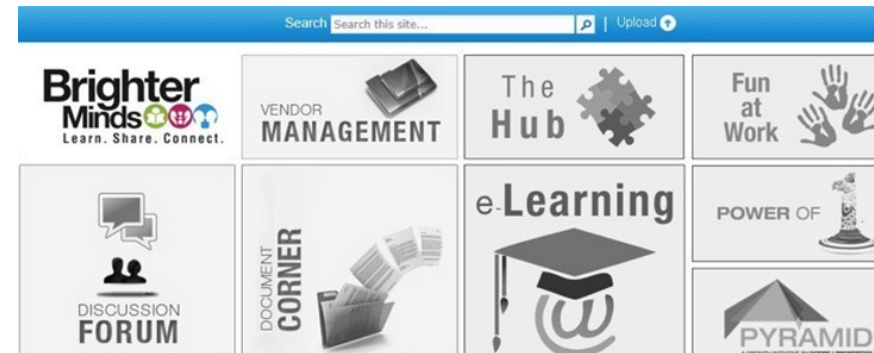 Search Search this site... | Upload
Brighter
Minds
Learn. Share. Connect.
VENDOR
MANAGEMENT
The
Hub
Fun
at
Work
DISCUSSION
FORUM
DOCUMENT
CORNER
e-Learning
@
POWER OF 1
PYRAMID